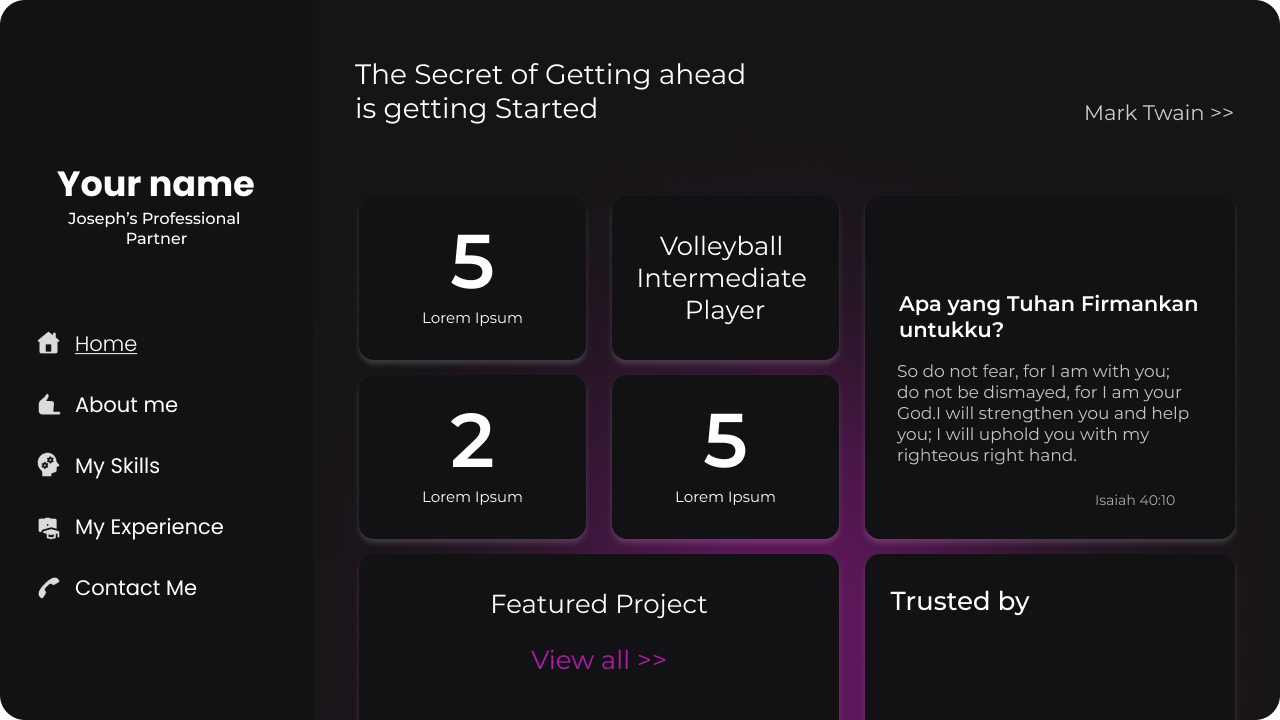 The Secret of Getting ahead
is getting Started
Mark Twain >>
Your name
Joseph’s Professional
Partner
Home
About me
My Skills
My Experience
Contact Me
5
Lorem Ipsum
Volleyball
Intermediate
Player
2
Lorem Ipsum
5
Lorem Ipsum
Apa yang Tuhan Firmankan
untukku?
So do not fear, for I am with you;
do not be dismayed, for I am your
God.I will strengthen you and help
you; I will uphold you with my
righteous right hand.
Isaiah 40:10
Featured Project
View all >>
Trusted by